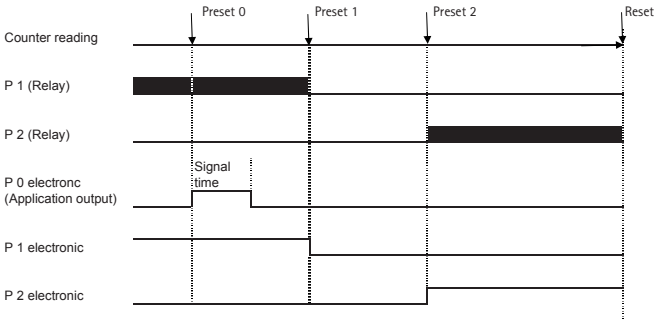 Preset 0 Preset 1 Preset 2 Reset
Counter reading
P 1 (Relay)
P 2 (Relay)
Signal
time
P 0 electronc
(Application output)
P 1 electronic
P 2 electronic